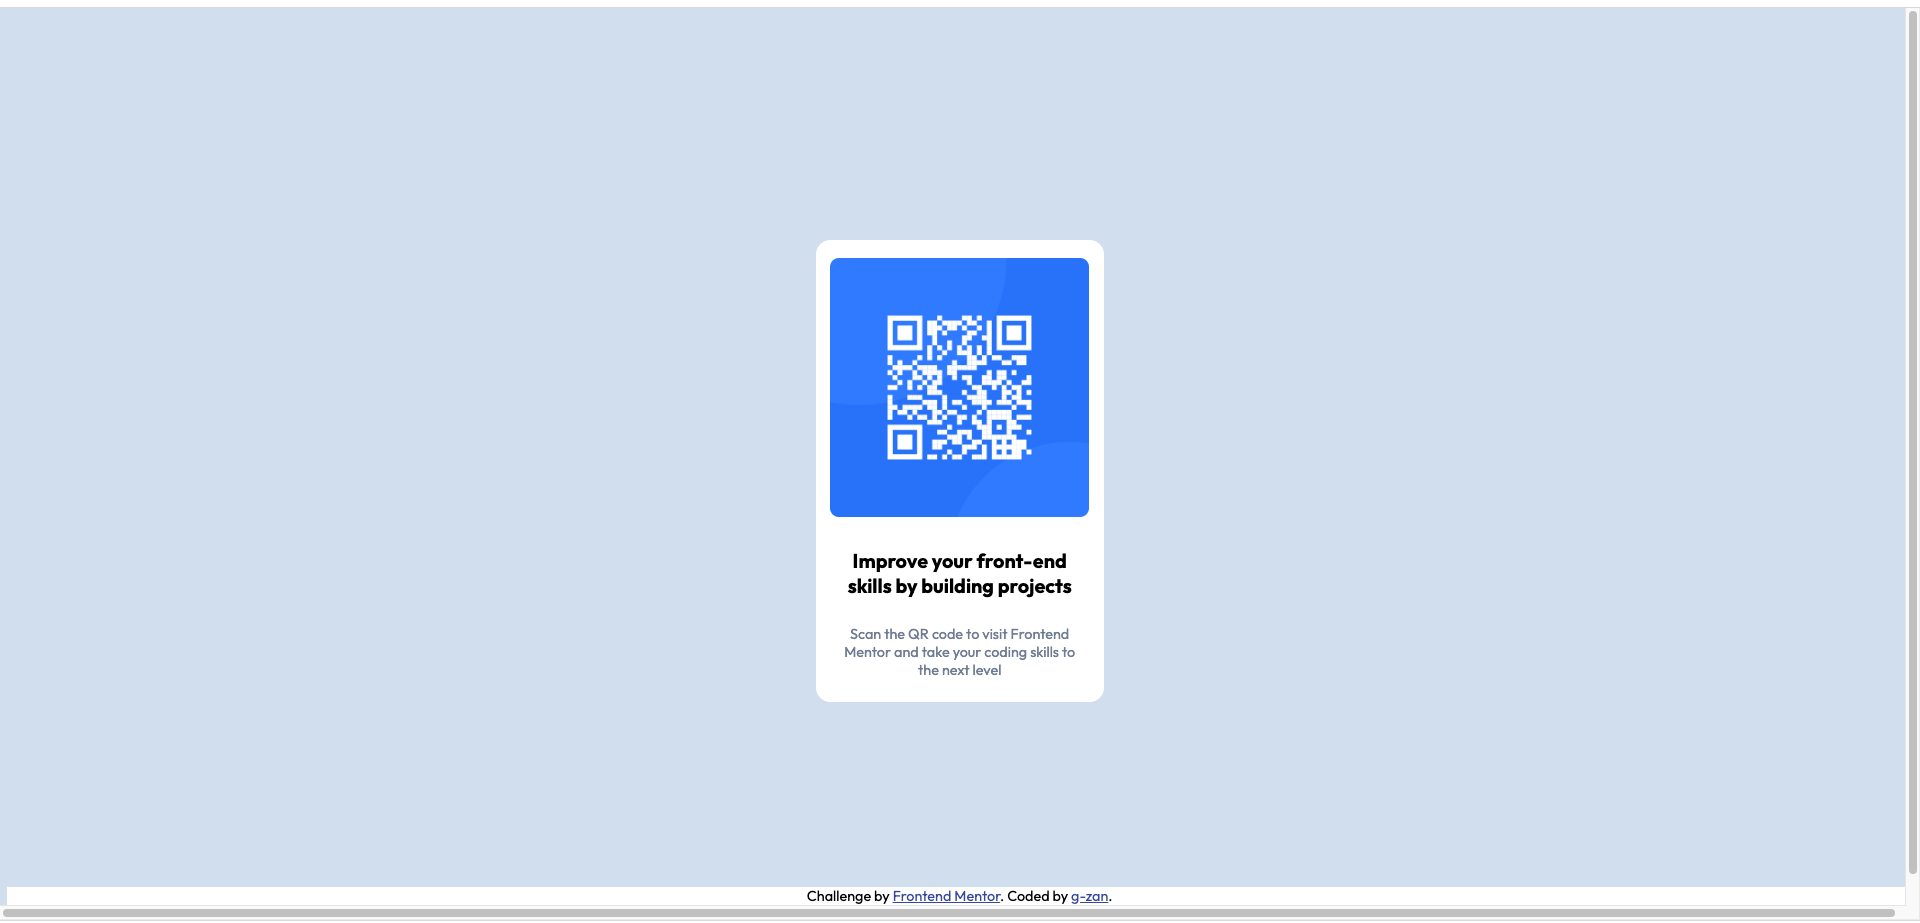 Improve your front-end
skills by building projects
Scan the QR code to visit Frontend
Mentor and take your coding skills to
the next level
Challenge by Frontend Mentor. Coded by g-zan.